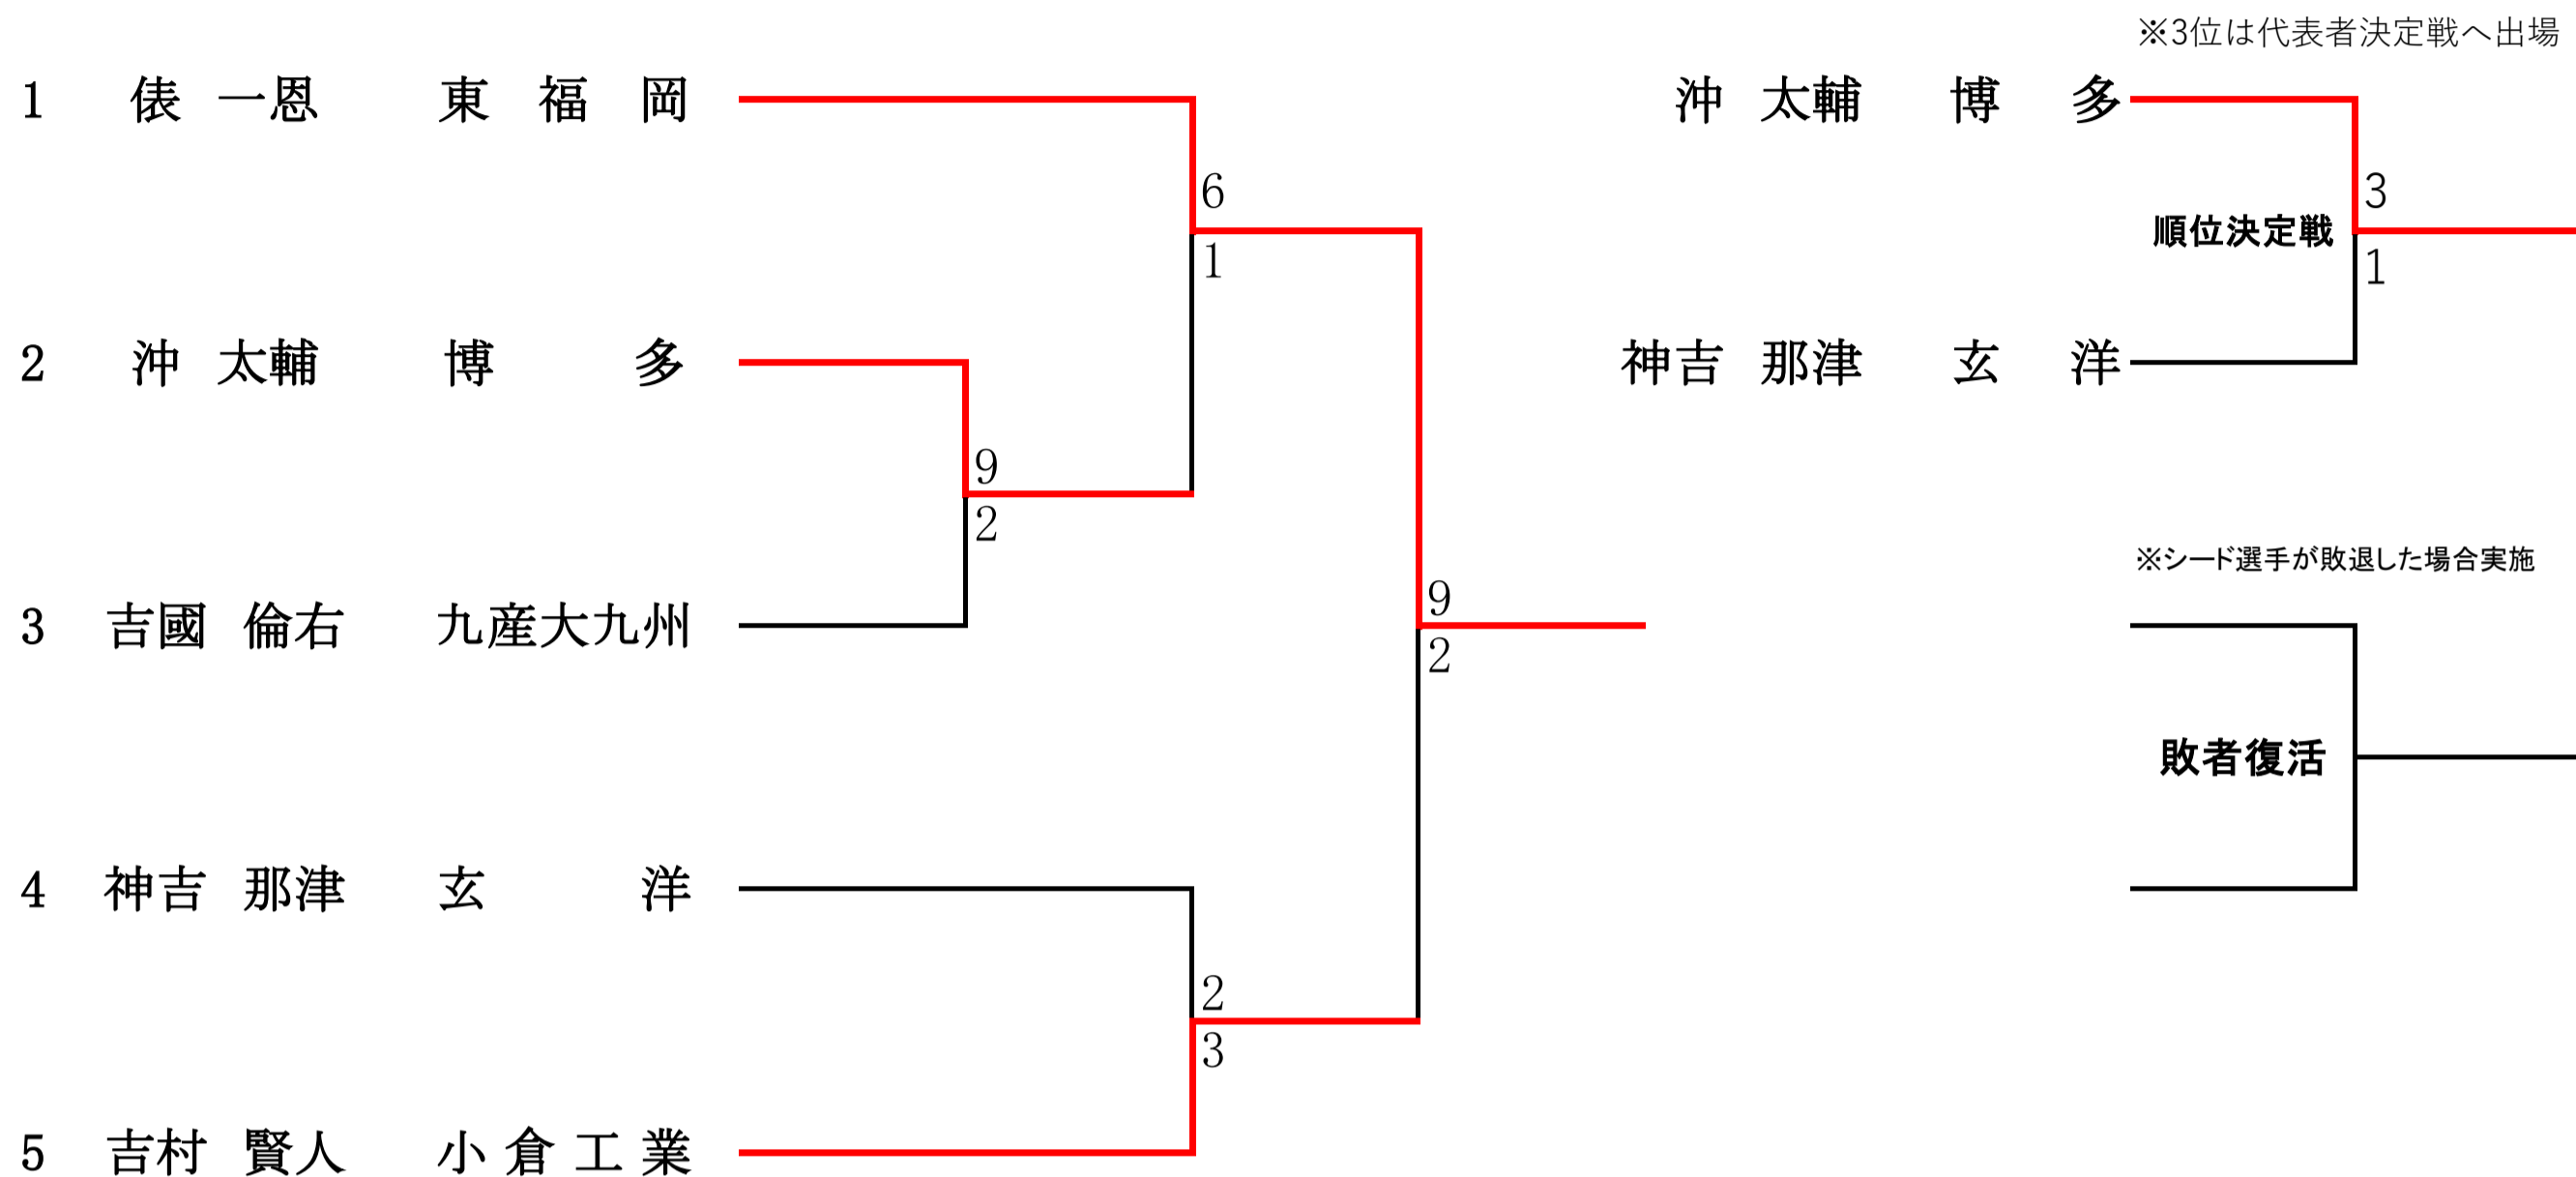 ※3位は代表者決定戦へ出場
1 俵 一恩 東福岡
沖 太輔 博多
6
3
順位決定戦
1
1
2 沖 太輔 博多
神吉 那津 玄洋
9
2
※シード選手が敗退した場合実施
9
3 吉國 倫右 九産大九州
2
敗者復活
4 神吉 那津 玄洋
2
3
5 吉村 賢人 小倉工業